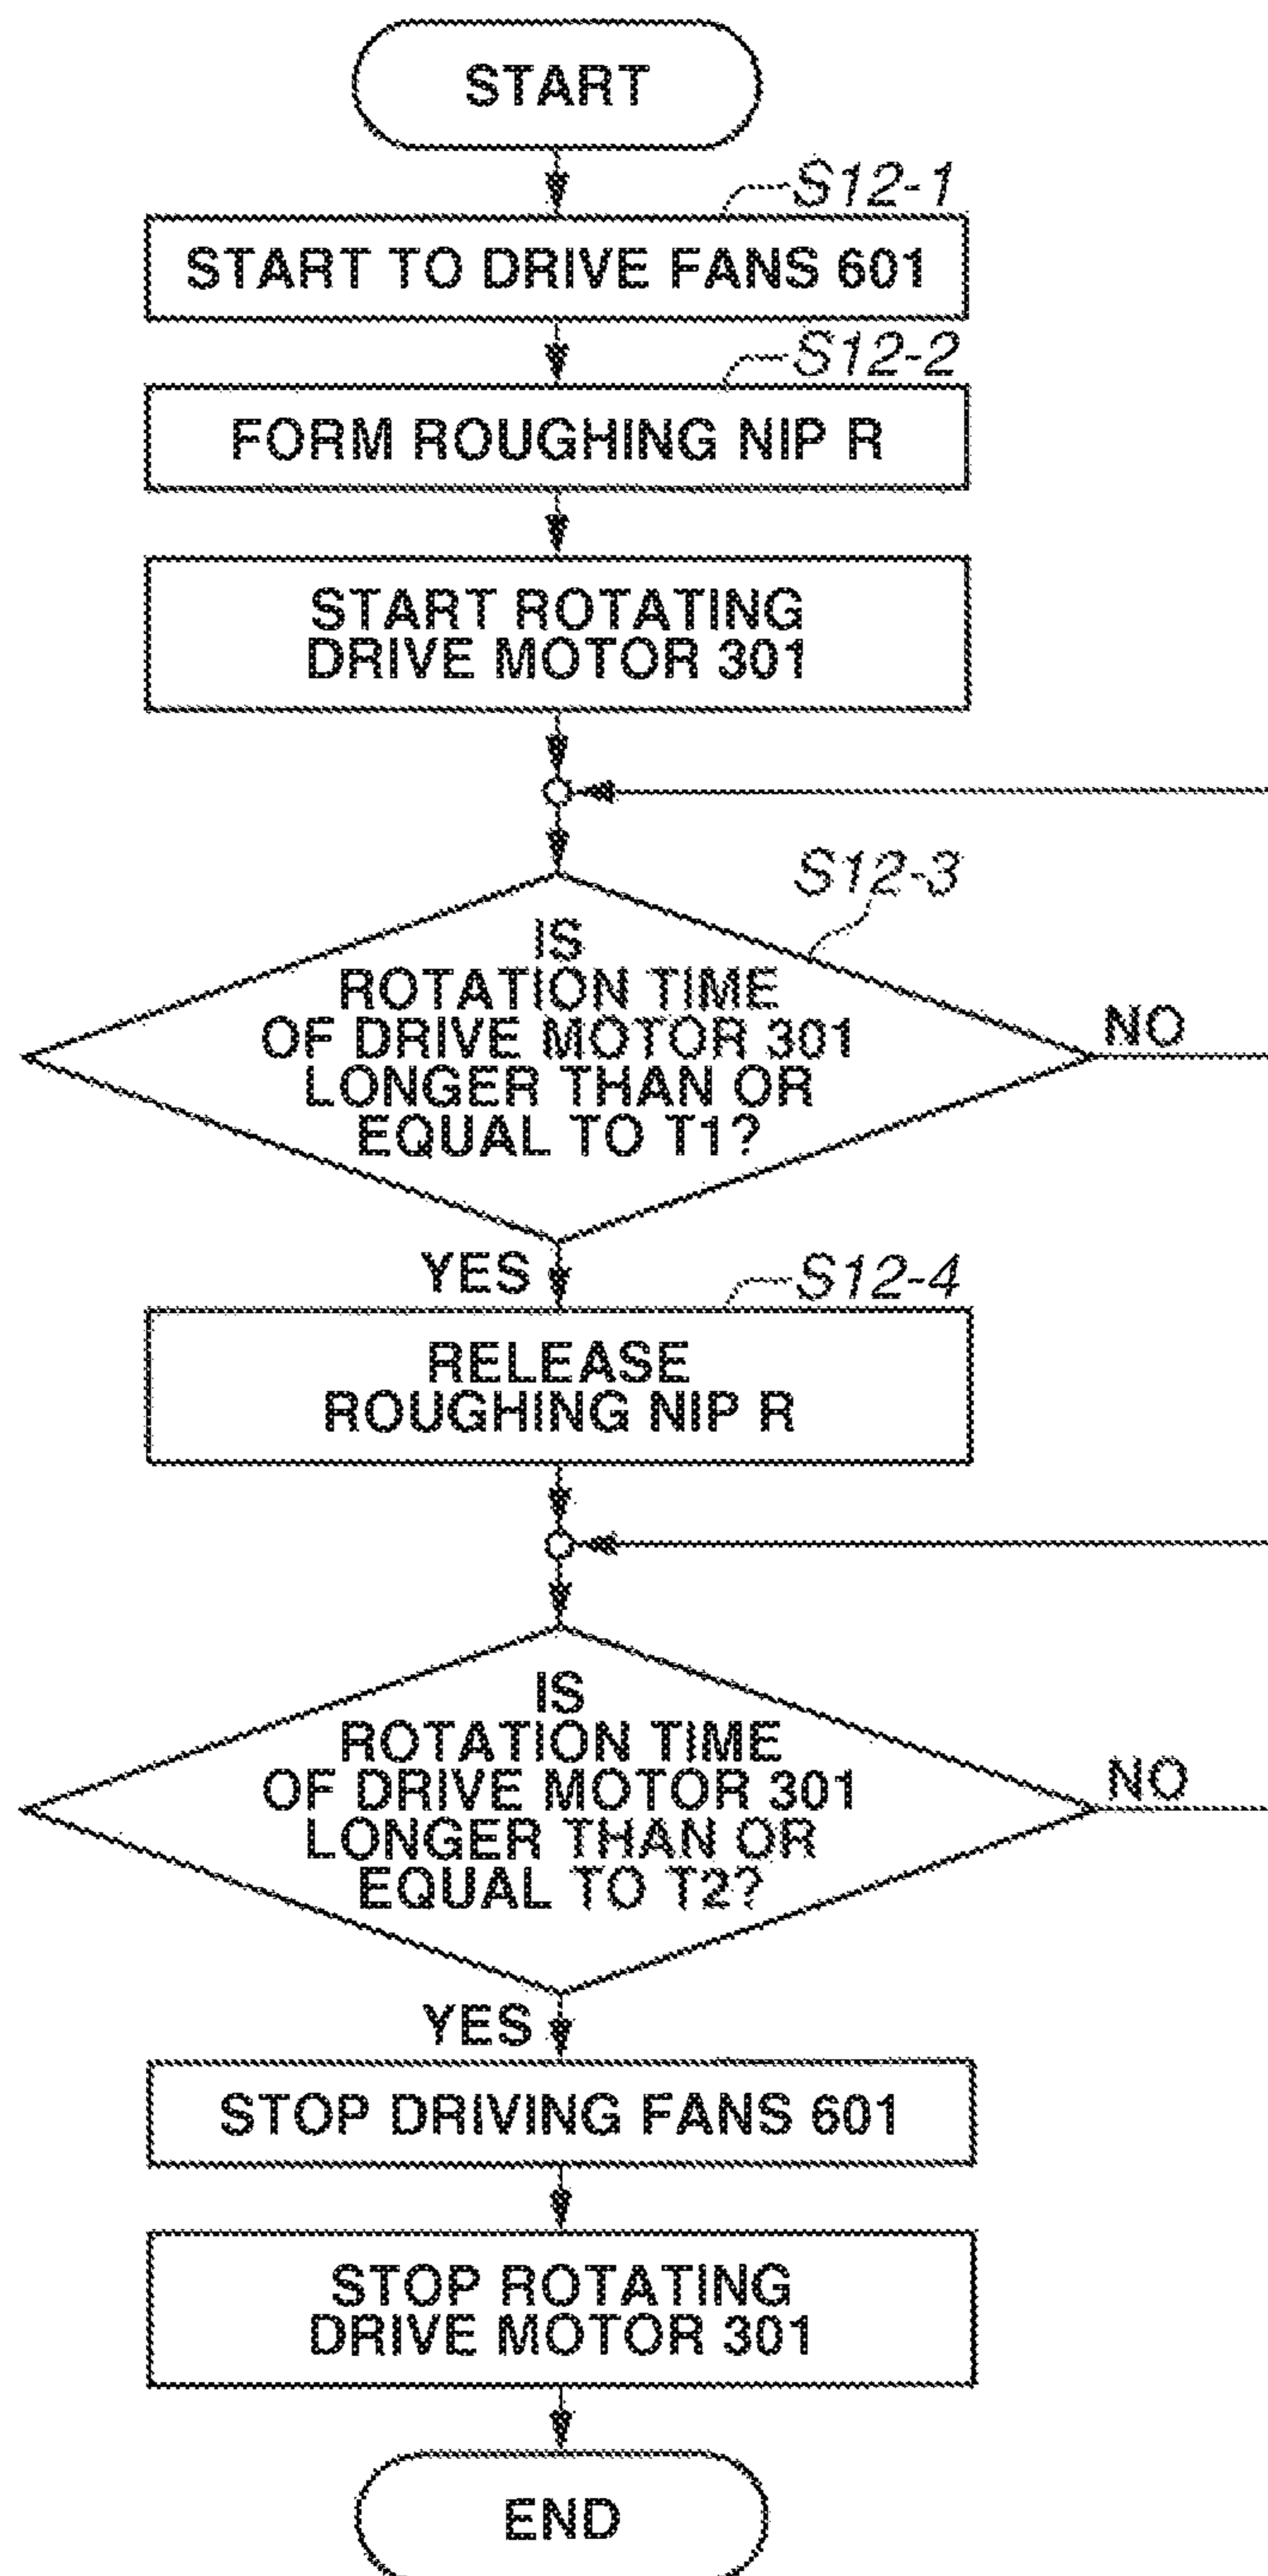 START
S12-1
START TO DRIVE FANS 601
S12-2
FORM ROUGHING NIP R
START ROTATING
DRIVE MOTOR 301
S12-3
IS
ROTATION TIME
OF DRIVE MOTOR 301
LONGER THAN OR
EQUAL TO T1?
NO
YES
S12-4
RELEASE
ROUGHING NIP R
IS
ROTATION TIME
OF DRIVE MOTOR 301
LONGER THAN OR
EQUAL TO T2?
NO
YES
STOP DRIVING FANS 601
STOP ROTATING
DRIVE MOTOR 301
END